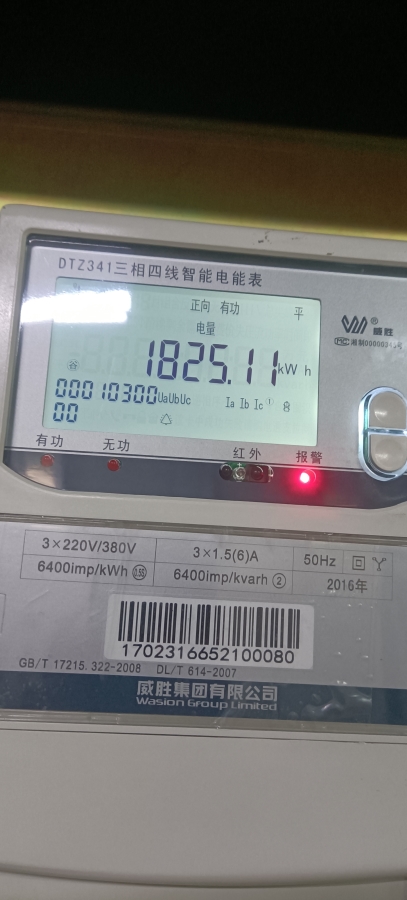 DTZ341三相四线智能电能表
正向 有功 平
电量
1825.11 kW h
00010300 UaUbUc Ia Ib Ic
00
威胜
有功 无功 红外 报警
3×220V/380V 3×1.5(6)A 50Hz
6400imp/kWh 0.5S 6400imp/kvarh ② 2016年
1702316652100080
GB/T 17215.322-2008 DL/T 614-2007
威胜集团有限公司
Wasion Group Limited